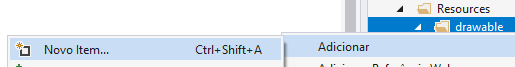 Resources
drawable
Novo Item... Ctrl+Shift+A
Adicionar